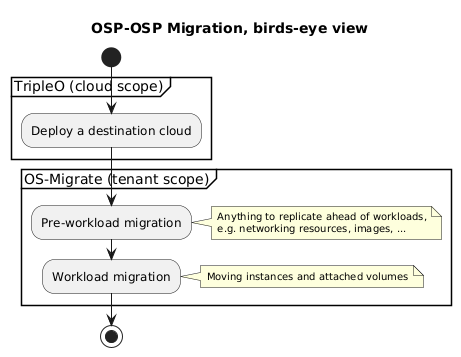 OSP-OSP Migration, birds-eye view
TripleO (cloud scope)
Deploy a destination cloud
OS-Migrate (tenant scope)
Pre-workload migration
Anything to replicate ahead of workloads,
e.g. networking resources, images, ...
Workload migration
Moving instances and attached volumes